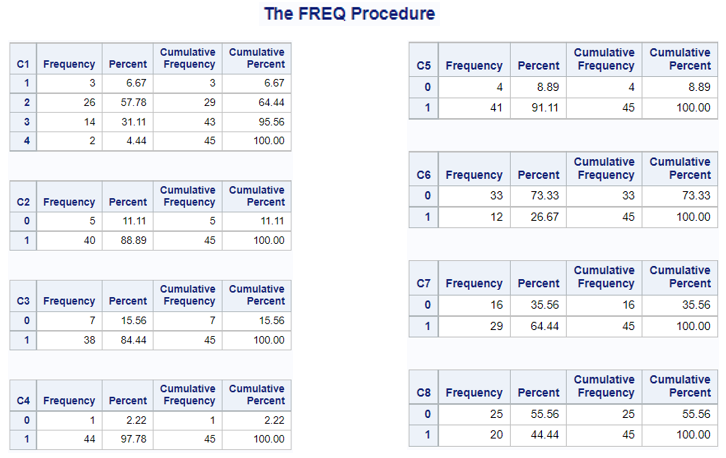 The FREQ Procedure
C1 Frequency Percent Cumulative Frequency Cumulative Percent
1 3 6.67 3 6.67
2 26 57.78 29 64.44
3 14 31.11 43 95.56
4 2 4.44 45 100.00
C2 Frequency Percent Cumulative Frequency Cumulative Percent
0 5 11.11 5 11.11
1 40 88.89 45 100.00
C3 Frequency Percent Cumulative Frequency Cumulative Percent
0 7 15.56 7 15.56
1 38 84.44 45 100.00
C4 Frequency Percent Cumulative Frequency Cumulative Percent
0 1 2.22 1 2.22
1 44 97.78 45 100.00
C5 Frequency Percent Cumulative Frequency Cumulative Percent
0 4 8.89 4 8.89
1 41 91.11 45 100.00
C6 Frequency Percent Cumulative Frequency Cumulative Percent
0 33 73.33 33 73.33
1 12 26.67 45 100.00
C7 Frequency Percent Cumulative Frequency Cumulative Percent
0 16 35.56 16 35.56
1 29 64.44 45 100.00
C8 Frequency Percent Cumulative Frequency Cumulative Percent
0 25 55.56 25 55.56
1 20 44.44 45 100.00